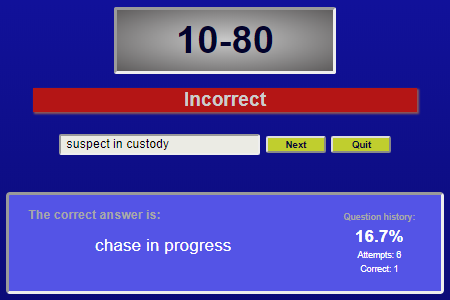 10-80
Incorrect
suspect in custody
Next
Quit
The correct answer is:
chase in progress
Question history:
16.7%
Attempts: 6
Correct: 1